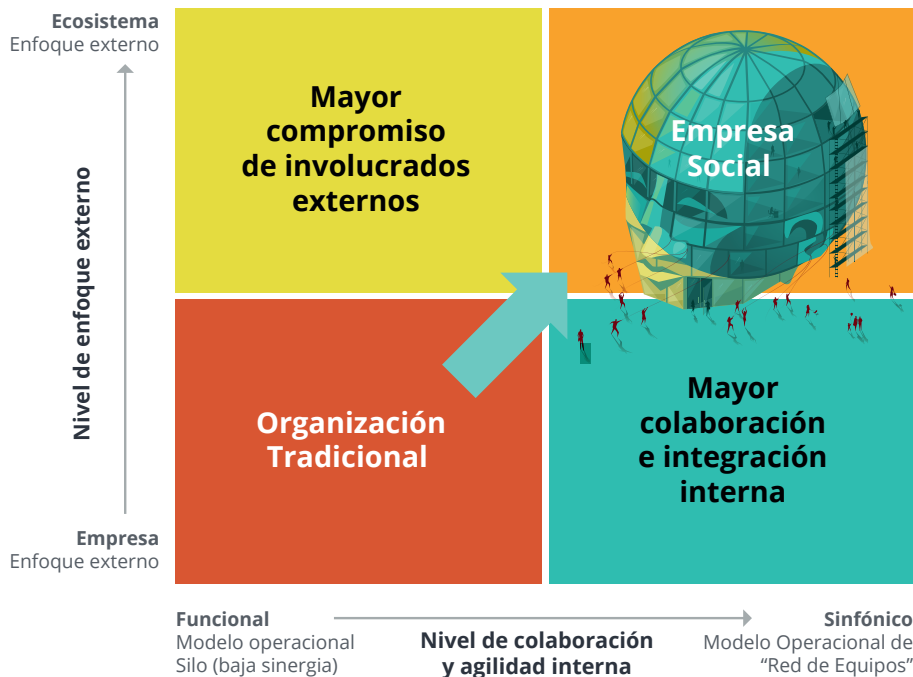 Ecosistema
Enfoque externo
Mayor
compromiso
de involucrados
externos
Empresa
Social
Nivel de enfoque externo
Organización
Tradicional
Mayor
colaboración
e integración
interna
Empresa
Enfoque externo
Funcional
Modelo operacional
Silo (baja sinergia)
Nivel de colaboración
y agilidad interna
Sinfónico
Modelo Operacional de
“Red de Equipos”